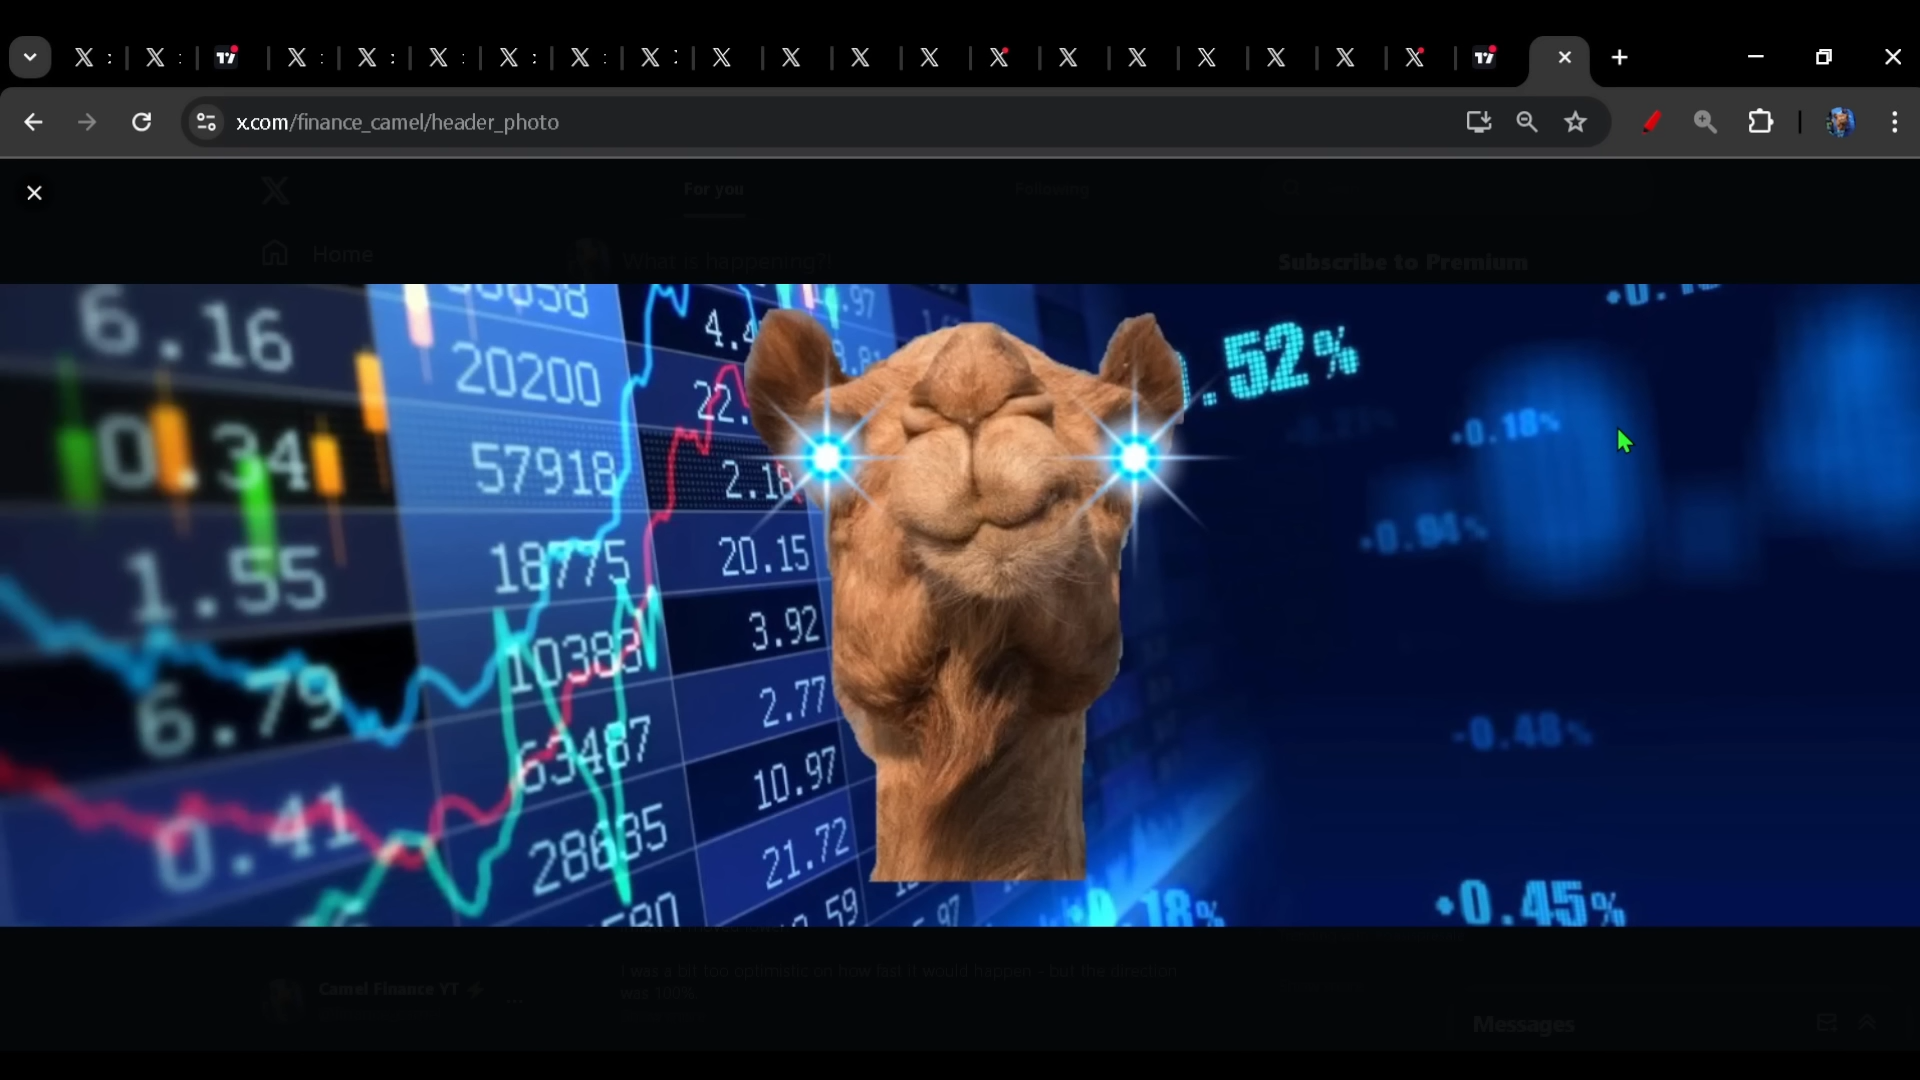 x.com/finance_camel/header_photo
For you
Following
Home
What is happening?!
Subscribe to Premium
6.16
20200
22.
.52%
0.34
57918
2.18
+0.18%
1.55
18775
20.15
+0.94%
6.79
10383
3.92
2.77
-0.48%
63487
10.97
0.41
28635
21.72
+0.45%
I was a bit too optimistic on how fast it would happen - but the direction
was 100%
Camel Finance YT
Messages